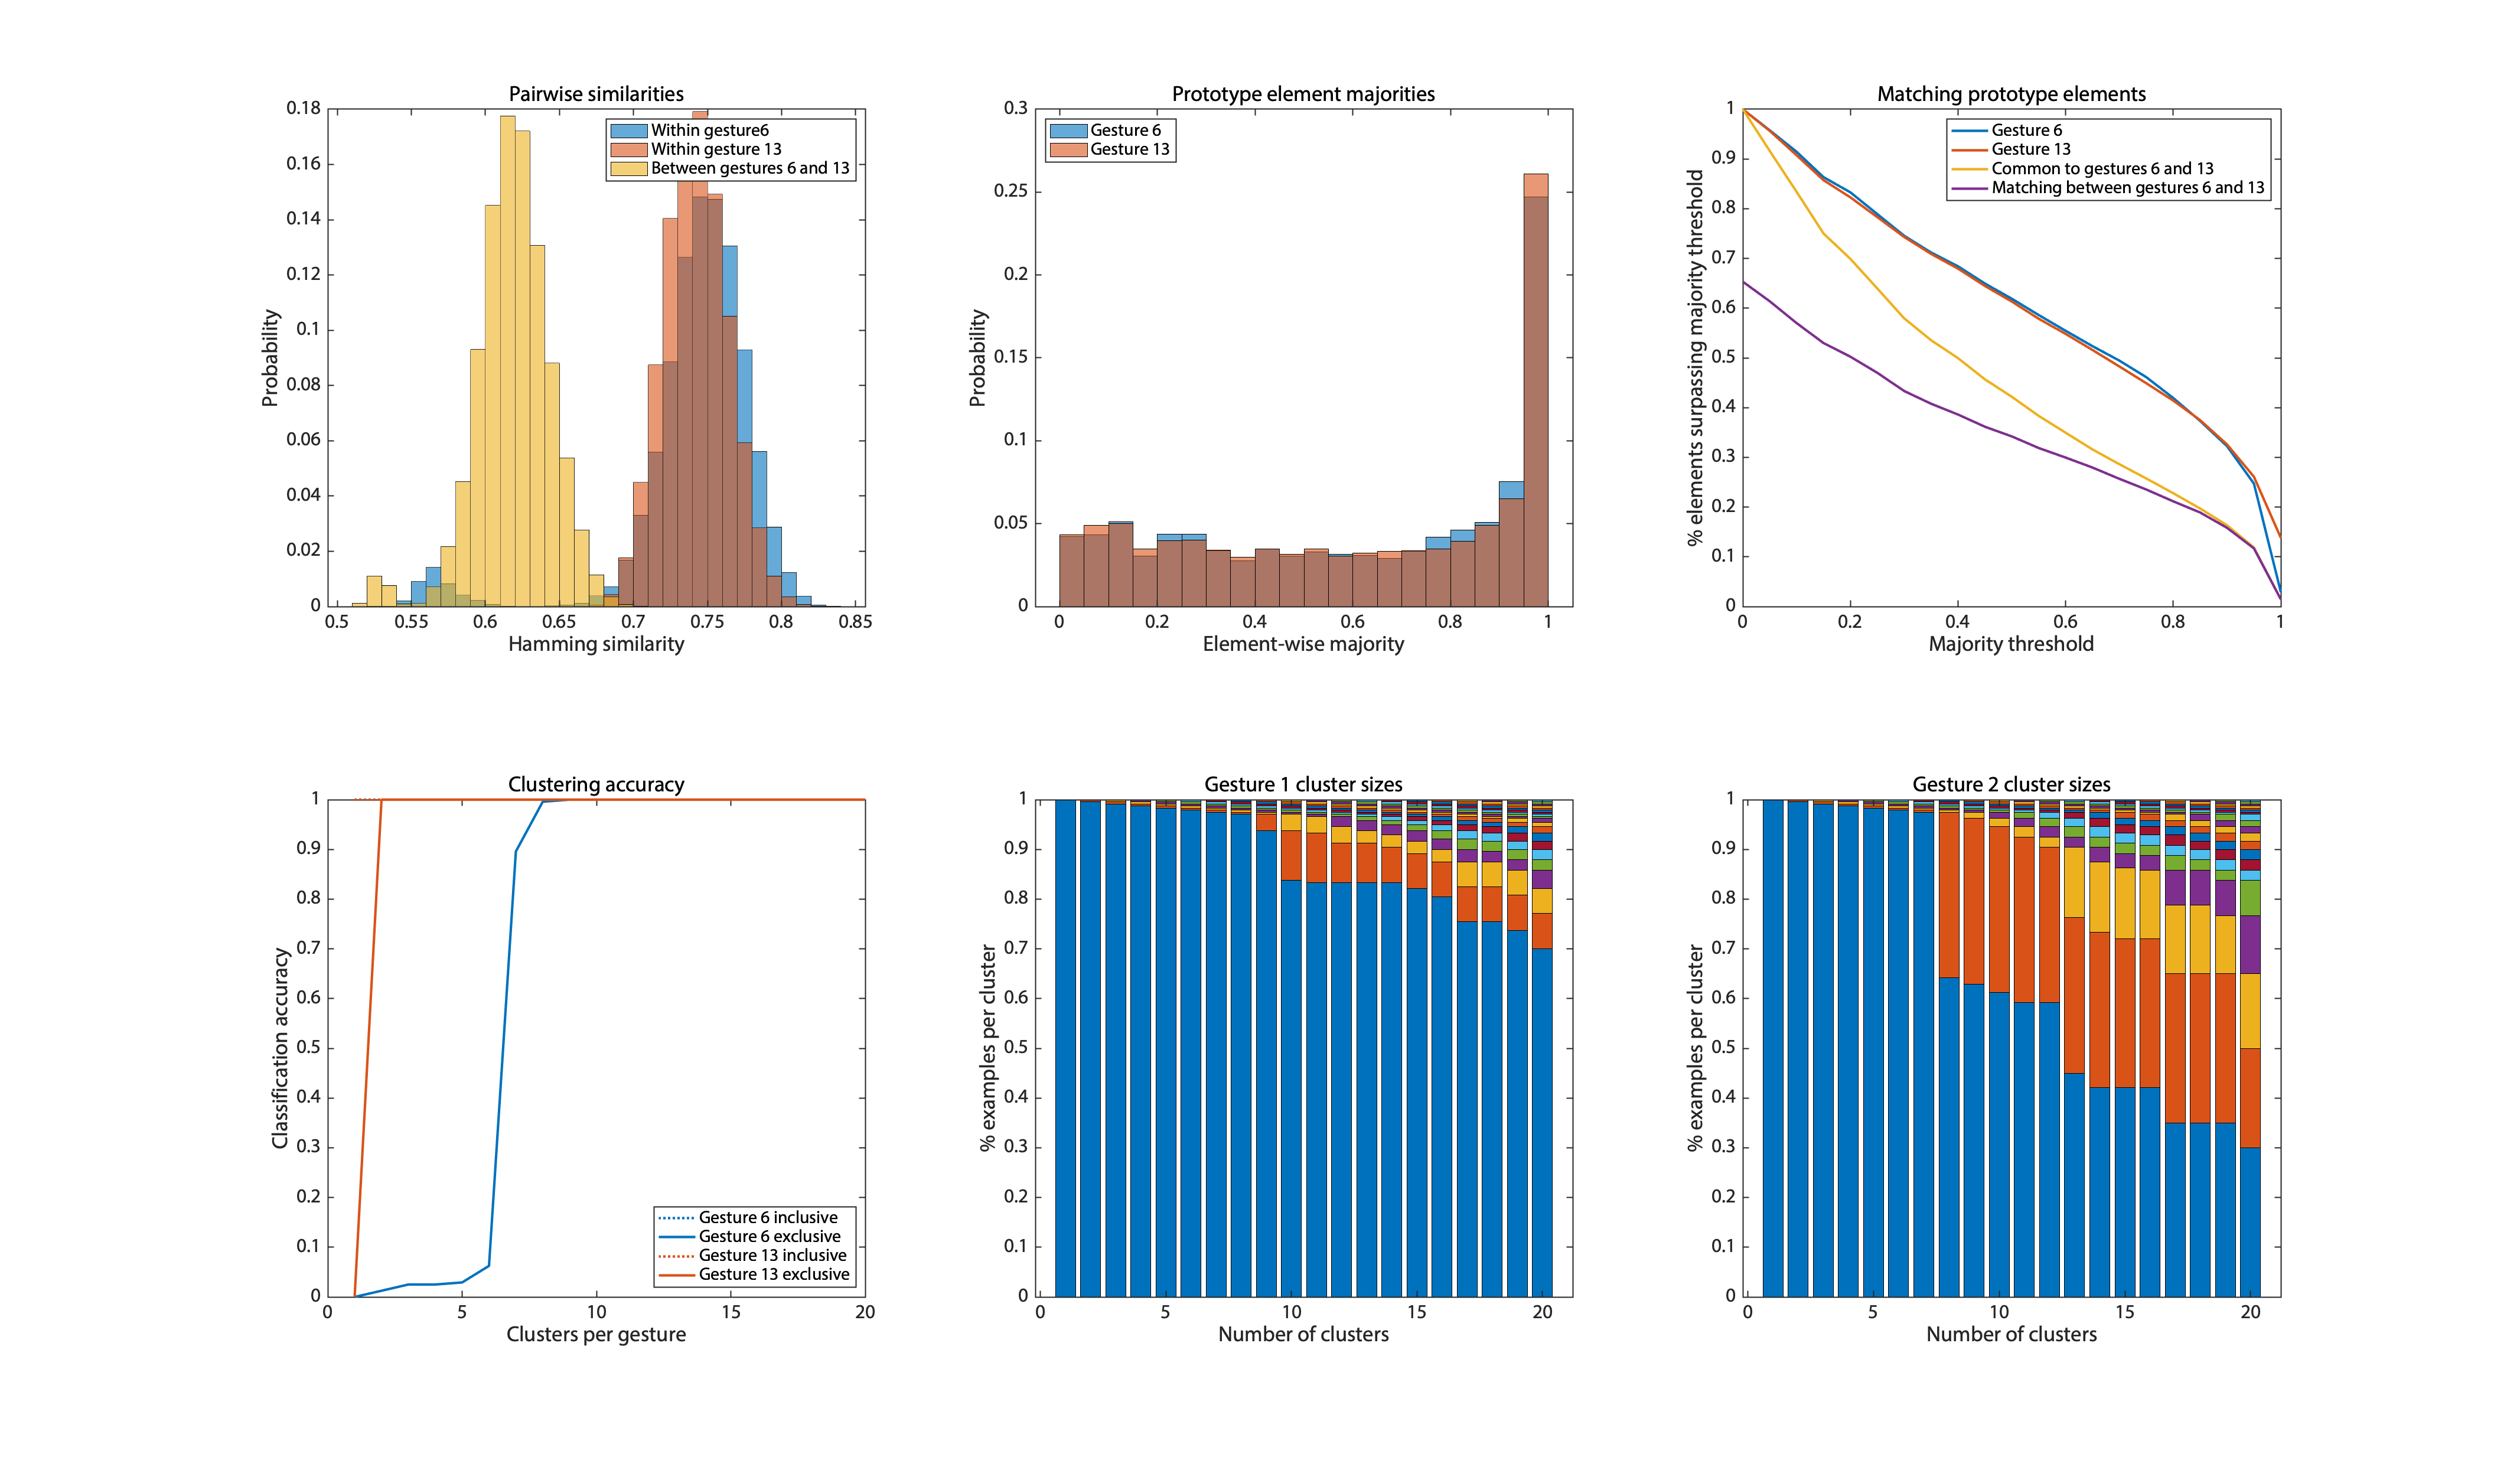 Pairwise similarities
0.18
0.16
0.14
0.12
0.1
0.08
0.06
0.04
0.02
0
Probability
Within gesture6
Within gesture 13
Between gestures 6 and 13
0.5 0.55 0.6 0.65 0.7 0.75 0.8 0.85
Hamming similarity
Prototype element majorities
0.3
0.25
0.2
0.15
0.1
0.05
0
Probability
Gesture 6
Gesture 13
0 0.2 0.4 0.6 0.8 1
Element-wise majority
Matching prototype elements
1
0.9
0.8
0.7
0.6
0.5
0.4
0.3
0.2
0.1
0
% elements surpassing majority threshold
Gesture 6
Gesture 13
Common to gestures 6 and 13
Matching between gestures 6 and 13
0 0.2 0.4 0.6 0.8 1
Majority threshold
Clustering accuracy
1
0.9
0.8
0.7
0.6
0.5
0.4
0.3
0.2
0.1
0
Classification accuracy
Gesture 6 inclusive
Gesture 6 exclusive
Gesture 13 inclusive
Gesture 13 exclusive
0 5 10 15 20
Clusters per gesture
Gesture 1 cluster sizes
1
0.9
0.8
0.7
0.6
0.5
0.4
0.3
0.2
0.1
0
% examples per cluster
0 5 10 15 20
Number of clusters
Gesture 2 cluster sizes
1
0.9
0.8
0.7
0.6
0.5
0.4
0.3
0.2
0.1
0
% examples per cluster
0 5 10 15 20
Number of clusters